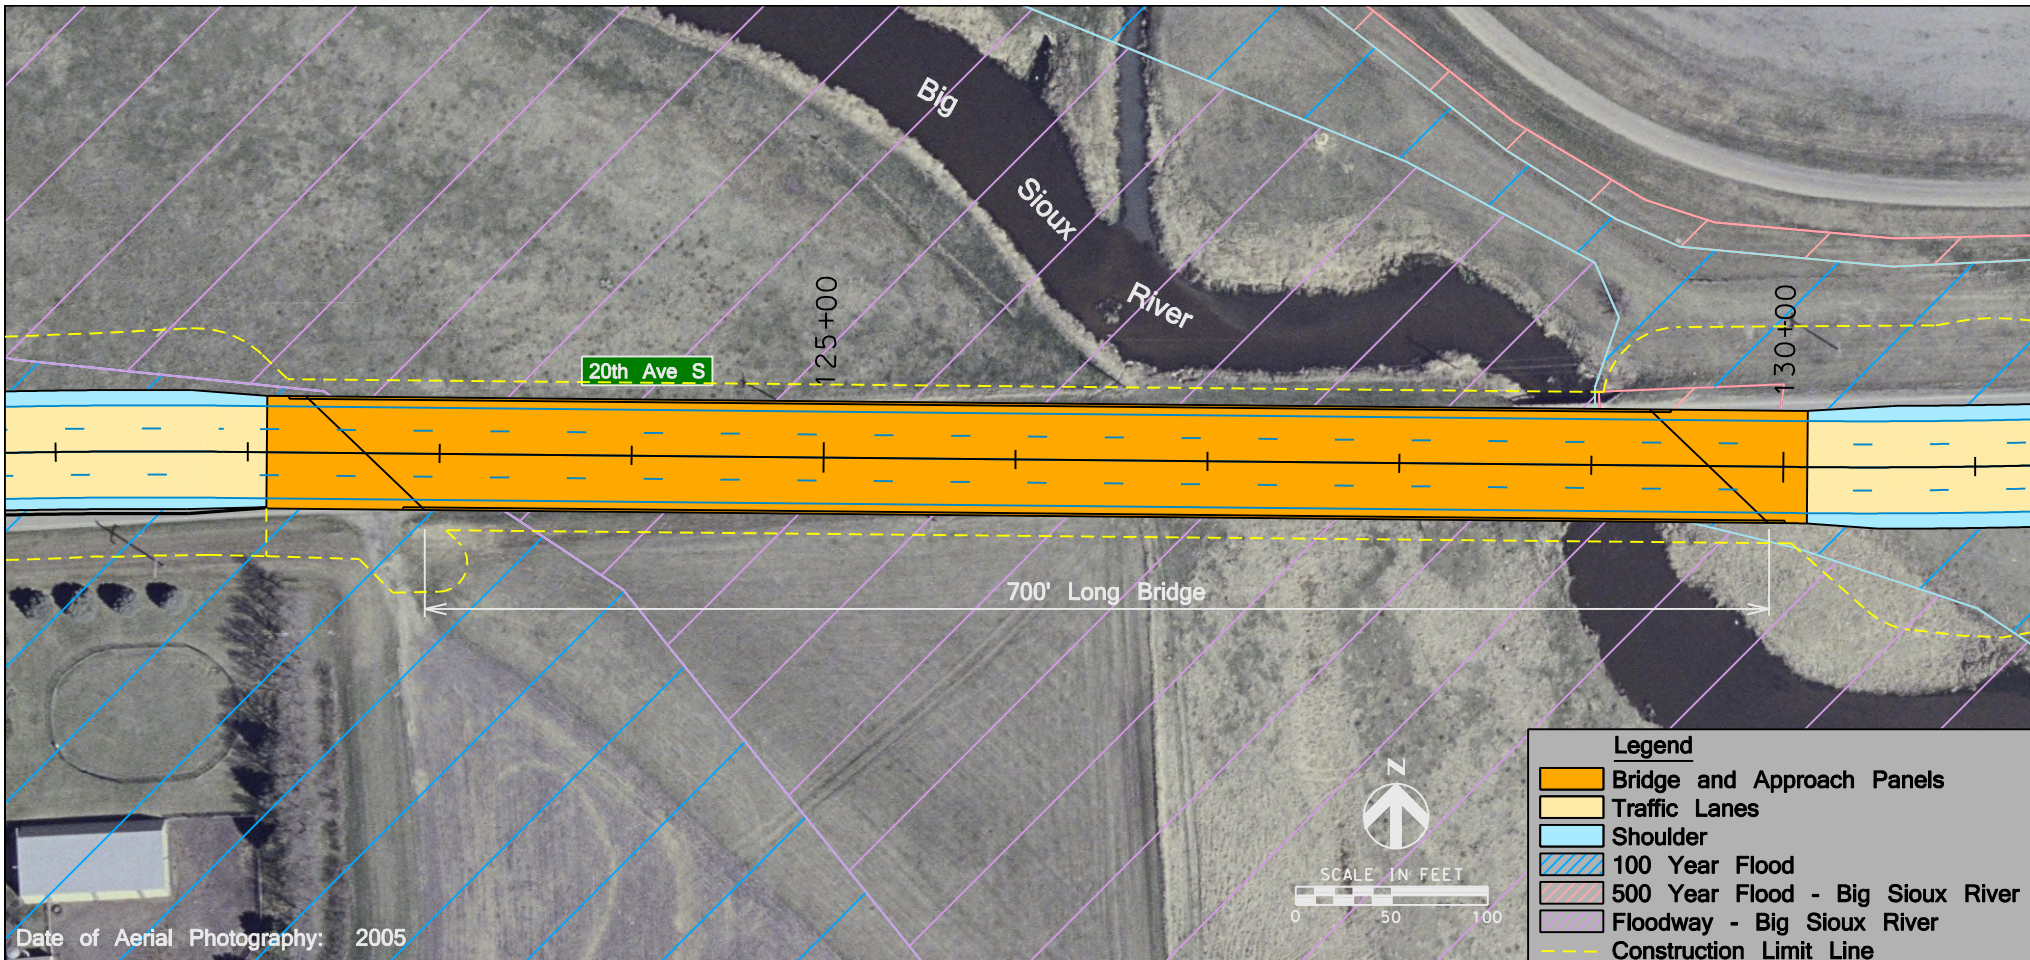 Big
Sioux
River
125+00
130+00
20th Ave S
700' Long Bridge
N
SCALE IN FEET
0 50 100
Legend
Bridge and Approach Panels
Traffic Lanes
Shoulder
100 Year Flood
500 Year Flood - Big Sioux River
Floodway - Big Sioux River
Construction Limit Line
Date of Aerial Photography: 2005